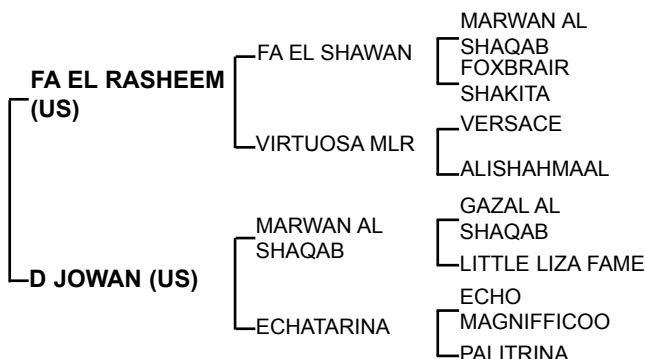 MARWAN AL
SHAQAB
FA EL SHAWAN
FOXBRAIR
SHAKITA
FA EL RASHEEM
(US)
VERSACE
VIRTUOSA MLR
ALISHAHMAAL
GAZAL AL
SHAQAB
MARWAN AL
SHAQAB
LITTLE LIZA FAME
D JOWAN (US)
ECHO
MAGNIFFICOO
ECHATARINA
PALITRINA